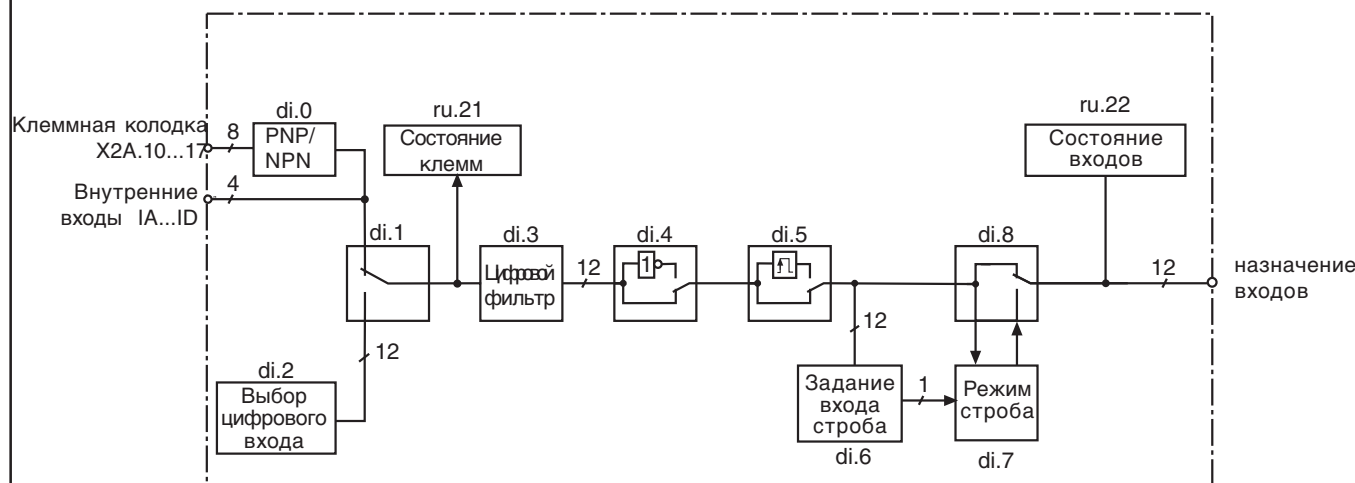 di.0
ru.21
ru.22
Клеммная колодка
X2A.10...17
8
PNP/
NPN
Состояние
клемм
Состояние
входов
Внутренние
входы IA...ID
4
di.1
di.3
di.4
di.5
di.8
Цифровой
фильтр
12
1
12
назначение
входов
12
12
di.2
Выбор
цифрового
входа
Задание
входа
строба
1
Режим
строба
di.6
di.7